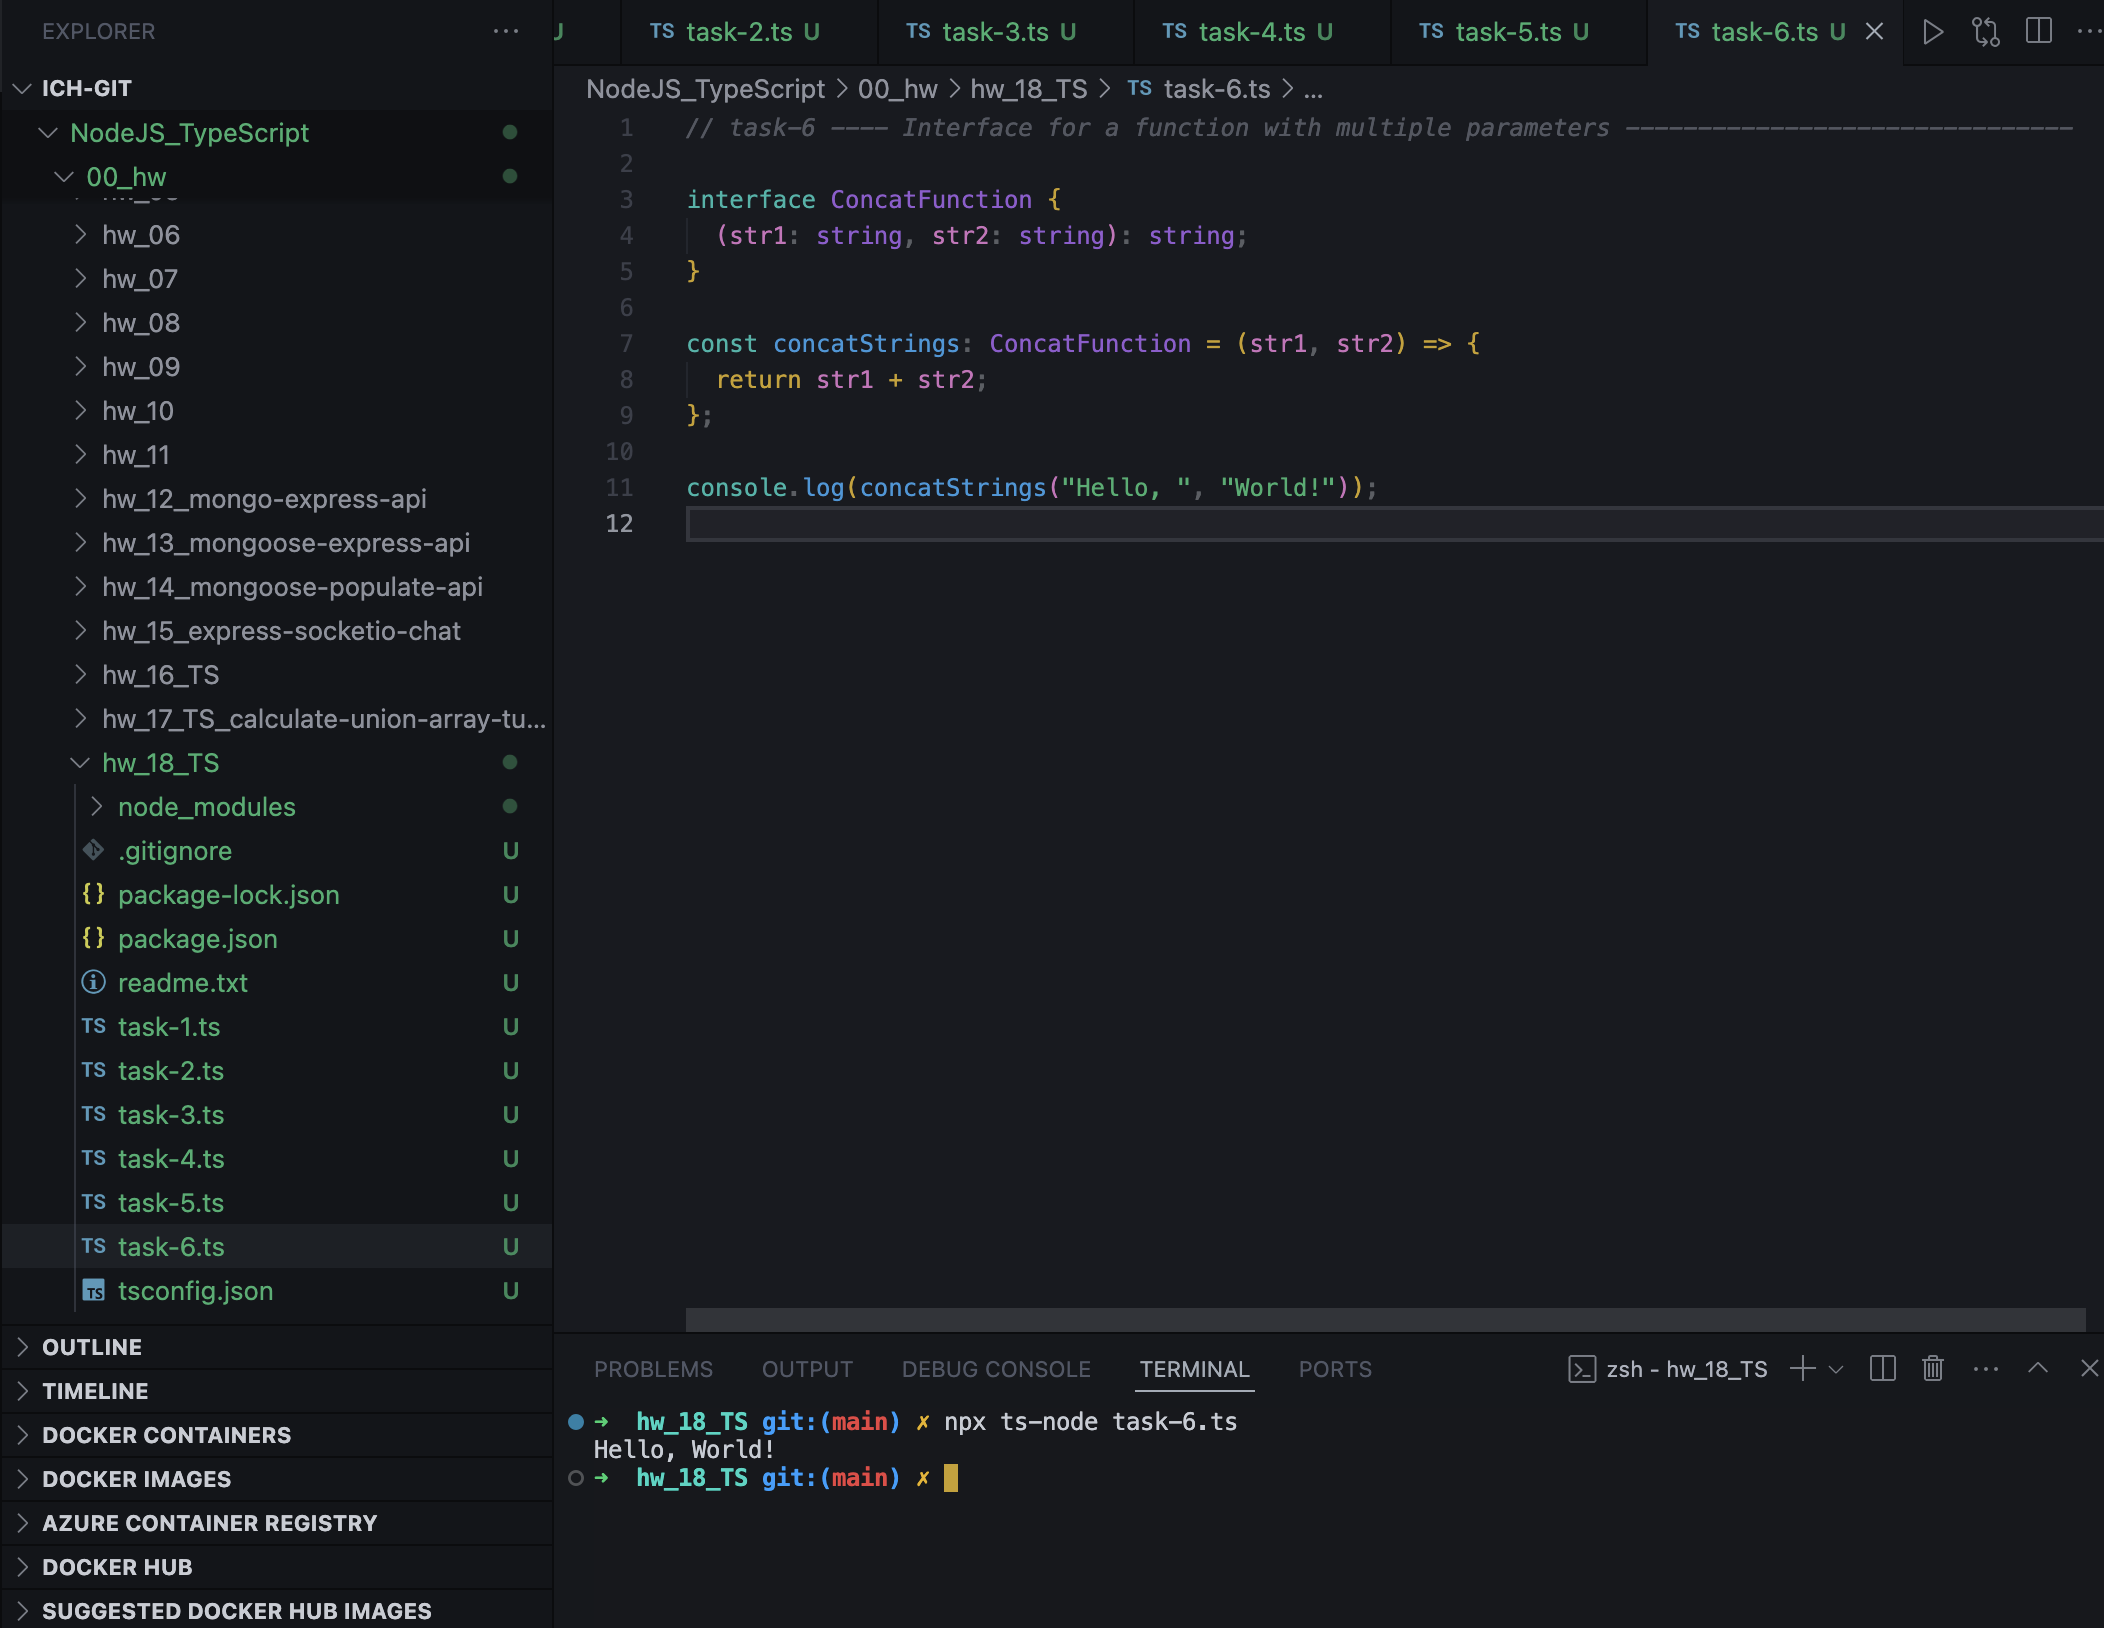 EXPLORER
ICH-GIT
NodeJS_TypeScript
00_hw
hw_06
hw_07
hw_08
hw_09
hw_10
hw_11
hw_12_mongo-express-api
hw_13_mongoose-express-api
hw_14_mongoose-populate-api
hw_15_express-socketio-chat
hw_16_TS
hw_17_TS_calculate-union-array-tu...
hw_18_TS
node_modules
.gitignore U
{} package-lock.json U
{} package.json U
readme.txt U
TS task-1.ts U
TS task-2.ts U
TS task-3.ts U
TS task-4.ts U
TS task-5.ts U
TS task-6.ts U
TS tsconfig.json U
OUTLINE
TIMELINE
DOCKER CONTAINERS
DOCKER IMAGES
AZURE CONTAINER REGISTRY
DOCKER HUB
SUGGESTED DOCKER HUB IMAGES
U TS task-2.ts U TS task-3.ts U TS task-4.ts U TS task-5.ts U TS task-6.ts U
NodeJS_TypeScript > 00_hw > hw_18_TS > TS task-6.ts > ...
1 // task-6 ---- Interface for a function with multiple parameters -------------------------------
2
3 interface ConcatFunction {
4 (str1: string, str2: string): string;
5 }
6
7 const concatStrings: ConcatFunction = (str1, str2) => {
8 return str1 + str2;
9 };
10
11 console.log(concatStrings("Hello, ", "World!"));
12
PROBLEMS OUTPUT DEBUG CONSOLE TERMINAL PORTS zsh - hw_18_TS
➜ hw_18_TS git:(main) ✗ npx ts-node task-6.ts
Hello, World!
➜ hw_18_TS git:(main) ✗